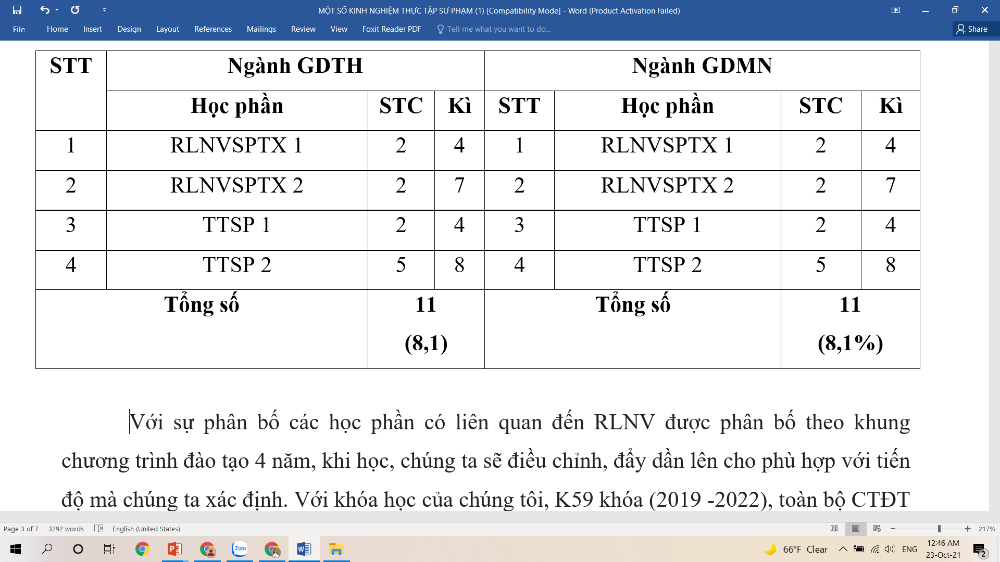 MỘT SỐ KINH NGHIỆM THỰC TẬP SƯ PHẠM (1) [Compatibility Mode] - Word (Product Activation Failed)
File Home Insert Design Layout References Mailings Review View Foxit Reader PDF Tell me what you want to do... Share
STT Ngành GDTH Ngành GDMN
Học phần STC Kì STT Học phần STC Kì
1 RLNVSPTX 1 2 4 1 RLNVSPTX 1 2 4
2 RLNVSPTX 2 2 7 2 RLNVSPTX 2 2 7
3 TTSP 1 2 4 3 TTSP 1 2 4
4 TTSP 2 5 8 4 TTSP 2 5 8
Tổng số 11 Tổng số 11
(8,1) (8,1%)
Với sự phân bố các học phần có liên quan đến RLNV được phân bố theo khung
chương trình đào tạo 4 năm, khi học, chúng ta sẽ điều chỉnh, đẩy dần lên cho phù hợp với tiến
độ mà chúng ta xác định. Với khóa học của chúng tôi, K59 khóa (2019 -2022), toàn bộ CTĐT
Page 3 of 7 3292 words English (United States) 217%
Zalo
66°F Clear ENG 12:46 AM
23-Oct-21 2